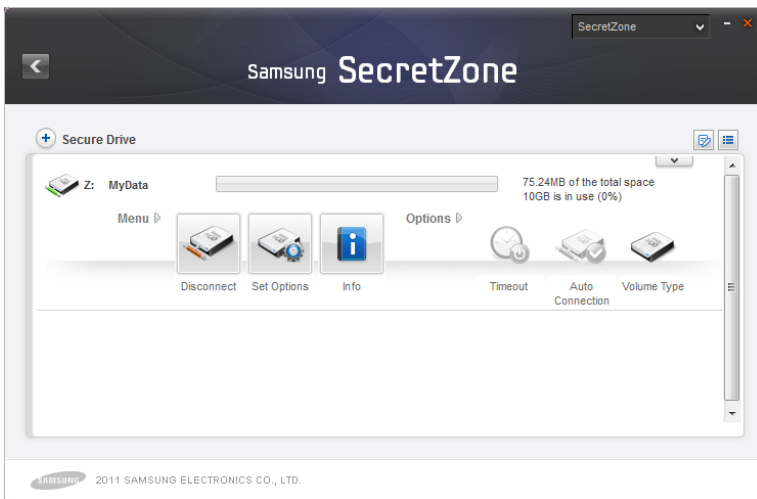 SecretZone
Samsung SecretZone
Secure Drive
Z: MyData
75.24MB of the total space
10GB is in use (0%)
Menu
Options
Disconnect
Set Options
Info
Timeout
Auto
Connection
Volume Type
SAMSUNG
2011 SAMSUNG ELECTRONICS CO., LTD.